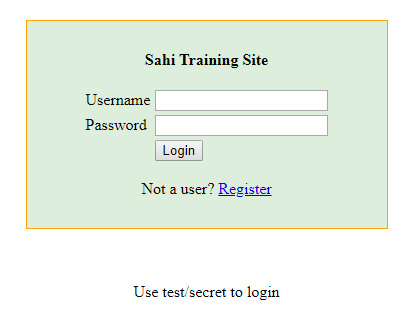 Sahi Training Site
Username
Password
Login
Not a user? Register
Use test/secret to login